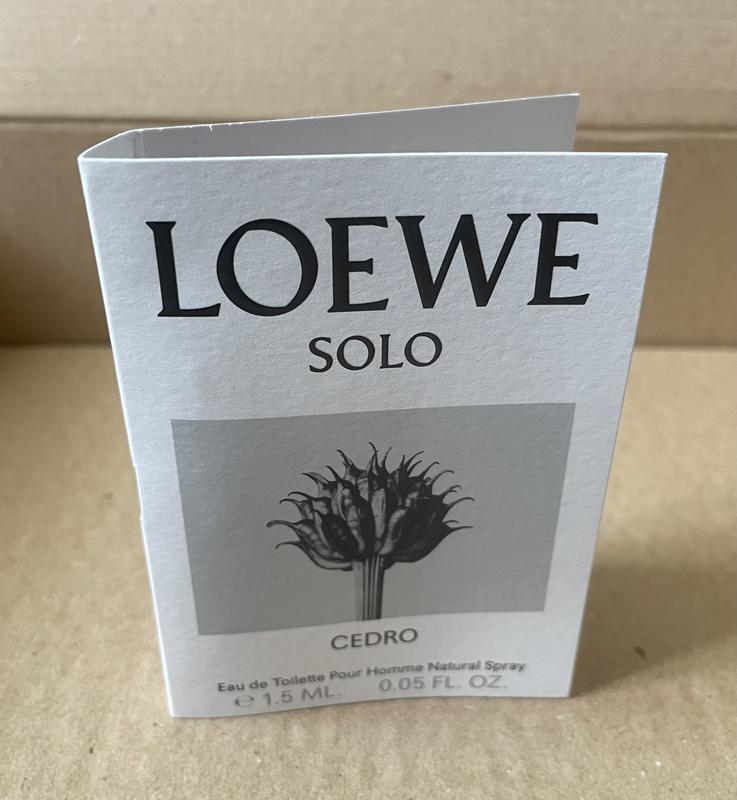 LOEWE
SOLO
CEDRO
Eau de Toilette Pour Homme Natural Spray
℮ 1.5 ML. 0.05 FL. OZ.